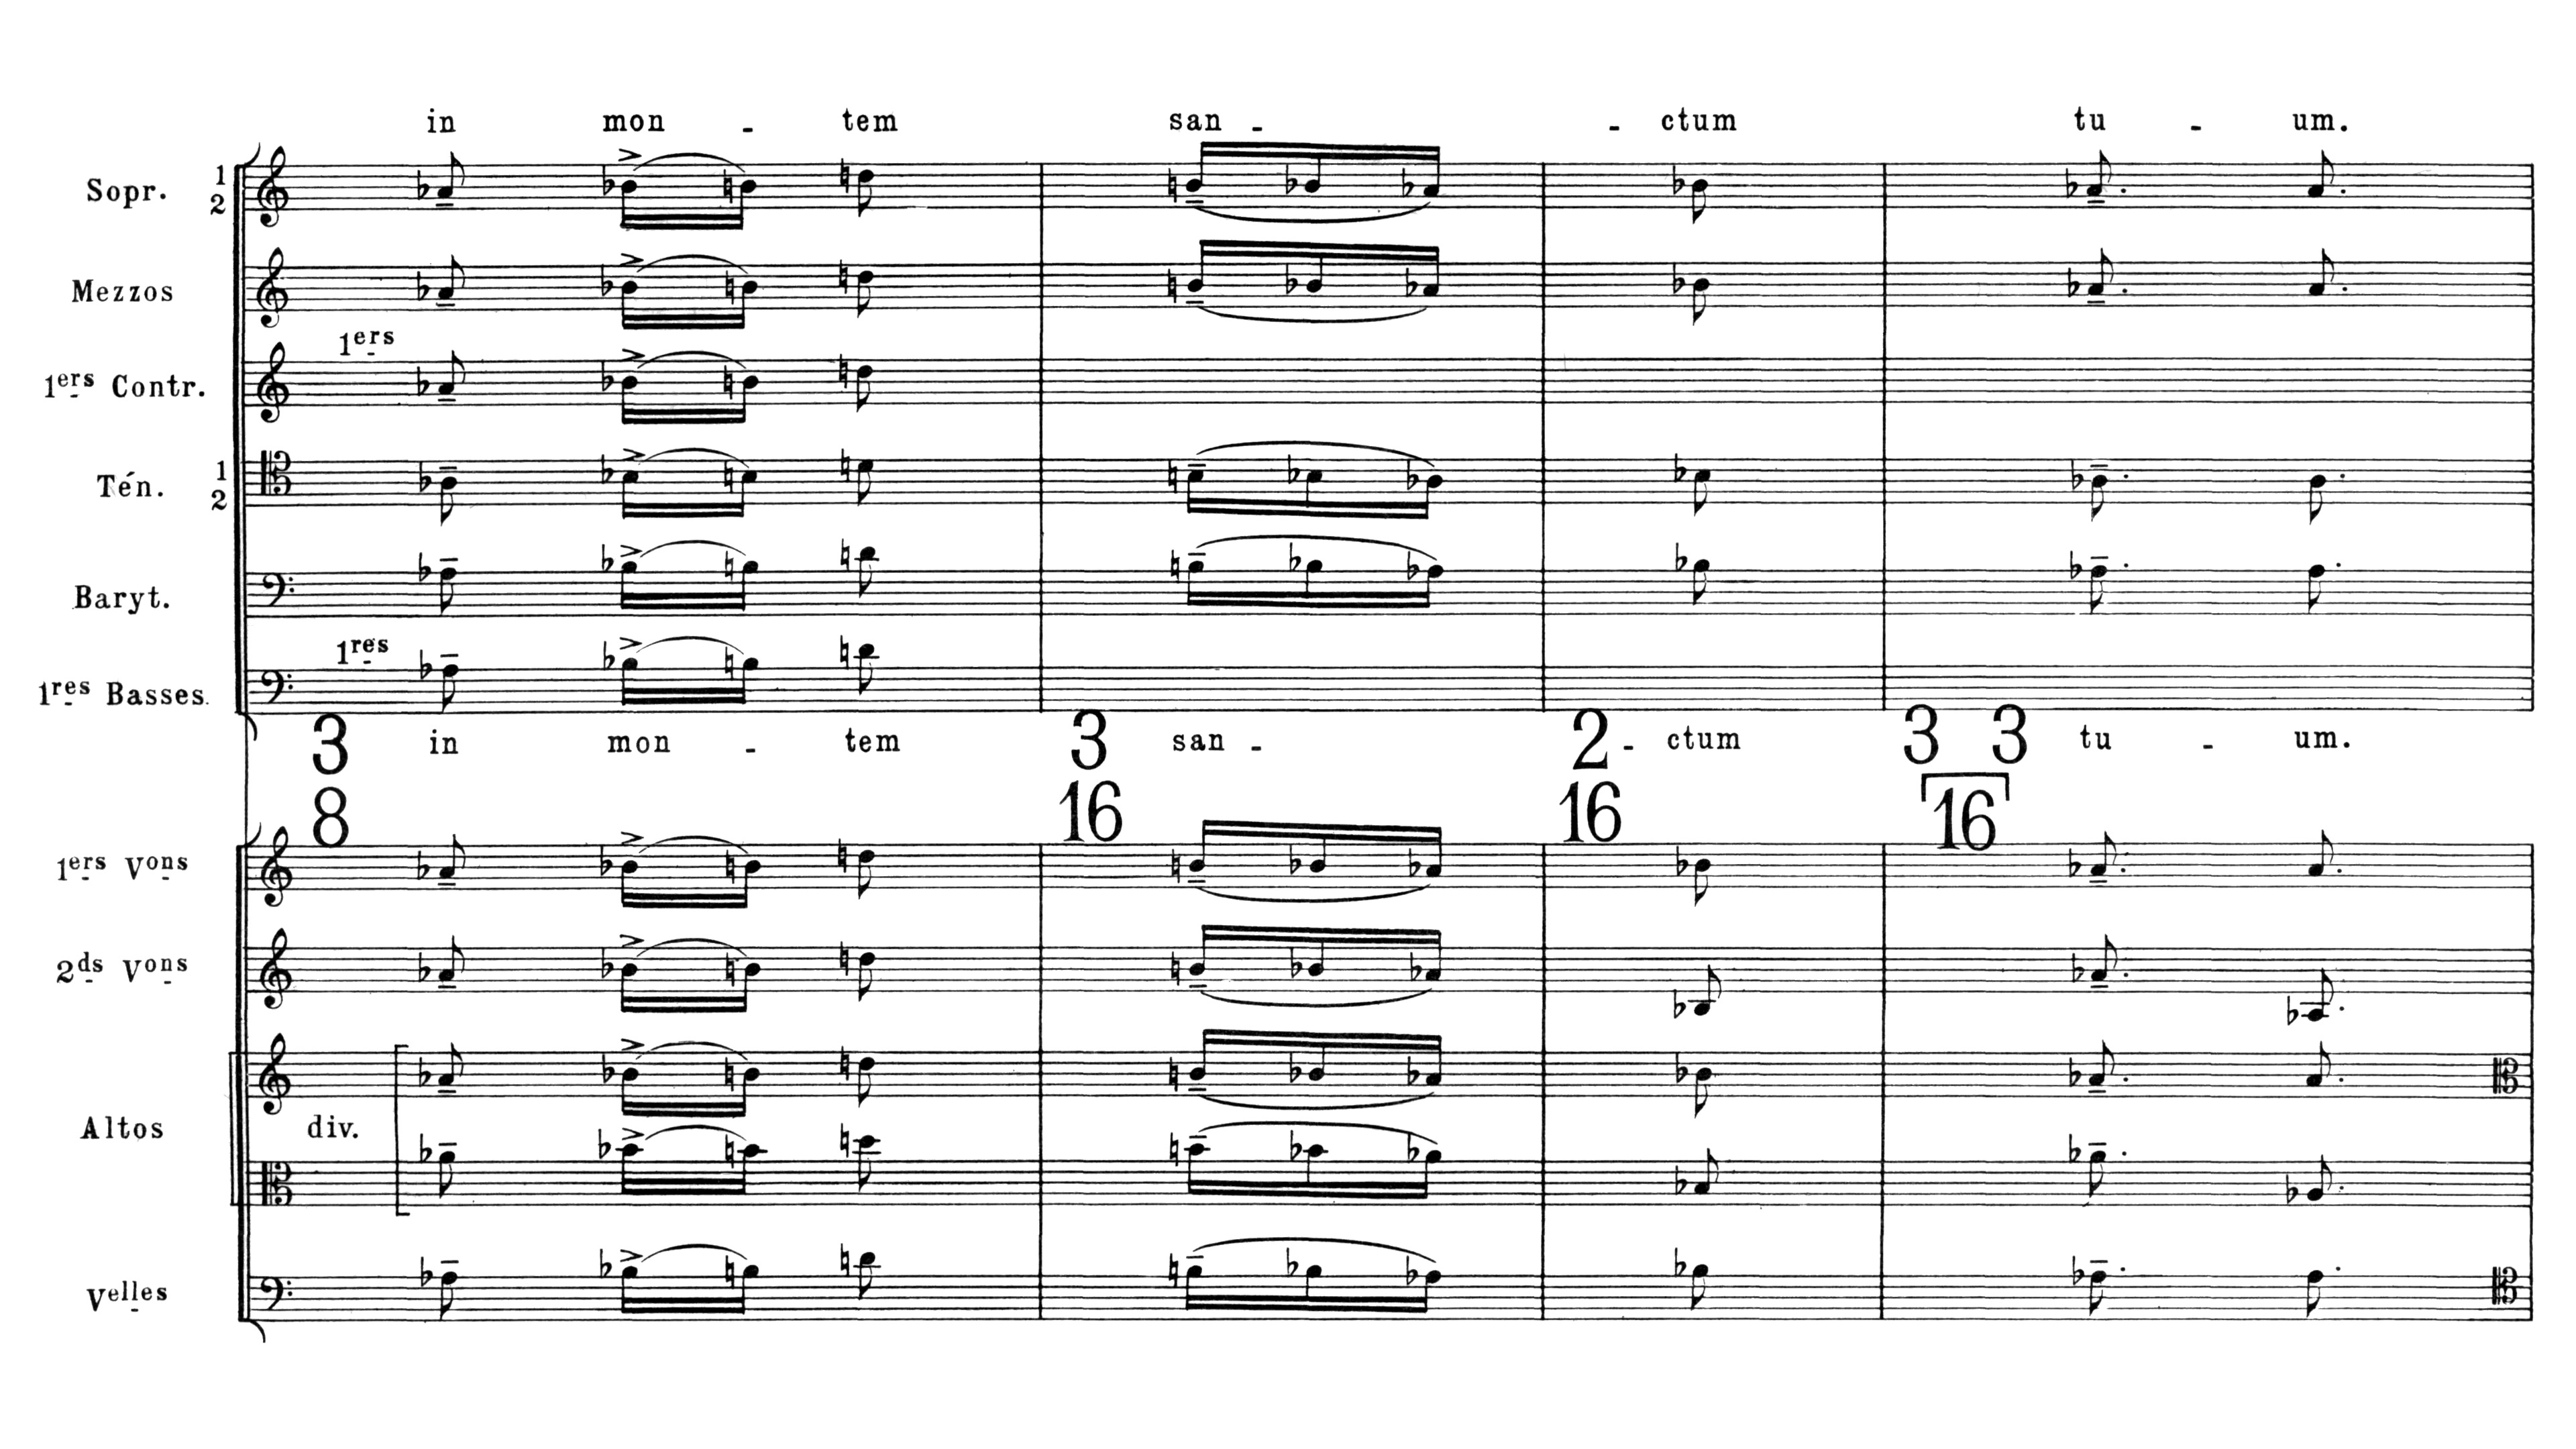 in mon - tem san - - ctum tu - um.
Sopr. 1 2
Mezzos
1ers
1ers Contr.
Tén. 1 2
Baryt.
1res
1res Basses.
3 8 3 16 2 16 3 3 16
in mon - tem san - - ctum tu - um.
1ers Vons
2ds Vons
Altos div.
Velles